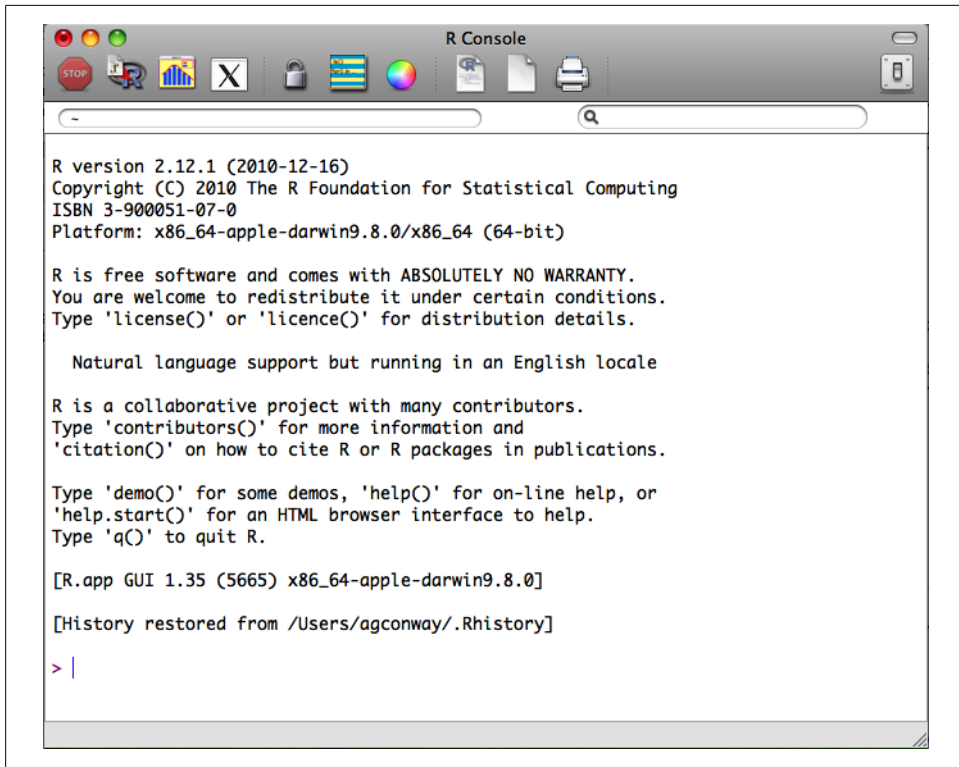 R Console
STOP
R
X
R
~
R version 2.12.1 (2010-12-16)
Copyright (C) 2010 The R Foundation for Statistical Computing
ISBN 3-900051-07-0
Platform: x86_64-apple-darwin9.8.0/x86_64 (64-bit)
R is free software and comes with ABSOLUTELY NO WARRANTY.
You are welcome to redistribute it under certain conditions.
Type 'license()' or 'licence()' for distribution details.
Natural language support but running in an English locale
R is a collaborative project with many contributors.
Type 'contributors()' for more information and
'citation()' on how to cite R or R packages in publications.
Type 'demo()' for some demos, 'help()' for on-line help, or
'help.start()' for an HTML browser interface to help.
Type 'q()' to quit R.
[R.app GUI 1.35 (5665) x86_64-apple-darwin9.8.0]
[History restored from /Users/agconway/.Rhistory]
>